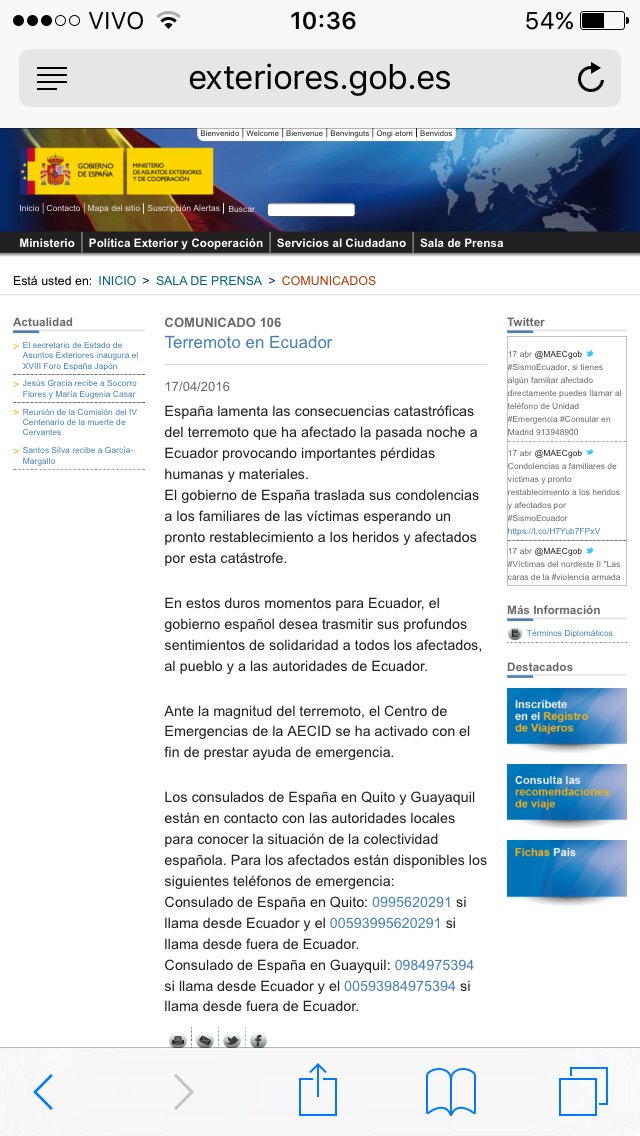 VIVO 10:36 54%
exteriores.gob.es
Bienvenido | Welcome | Bienvenue | Benvinguts | Ongi etorri | Benvidos
GOBIERNO DE ESPAÑA
MINISTERIO DE ASUNTOS EXTERIORES Y DE COOPERACIÓN
Inicio | Contacto | Mapa del sitio | Suscripción Alertas | Buscar
Ministerio | Política Exterior y Cooperación | Servicios al Ciudadano | Sala de Prensa
Está usted en: INICIO > SALA DE PRENSA > COMUNICADOS
Actualidad
> El secretario de Estado de
Asuntos Exteriores inaugura el
XVIII Foro España Japón
> Jesús Gracia recibe a Socorro
Flores y María Eugenia Casar
> Reunión de la Comisión del IV
Centenario de la muerte de
Cervantes
> Santos Silva recibe a García-
Margallo
COMUNICADO 106
Terremoto en Ecuador
17/04/2016
España lamenta las consecuencias catastróficas
del terremoto que ha afectado la pasada noche a
Ecuador provocando importantes pérdidas
humanas y materiales.
El gobierno de España traslada sus condolencias
a los familiares de las víctimas esperando un
pronto restablecimiento a los heridos y afectados
por esta catástrofe.
En estos duros momentos para Ecuador, el
gobierno español desea trasmitir sus profundos
sentimientos de solidaridad a todos los afectados,
al pueblo y a las autoridades de Ecuador.
Ante la magnitud del terremoto, el Centro de
Emergencias de la AECID se ha activado con el
fin de prestar ayuda de emergencia.
Los consulados de España en Quito y Guayaquil
están en contacto con las autoridades locales
para conocer la situación de la colectividad
española. Para los afectados están disponibles los
siguientes teléfonos de emergencia:
Consulado de España en Quito: 0995620291 si
llama desde Ecuador y el 00593995620291 si
llama desde fuera de Ecuador.
Consulado de España en Guayquil: 0984975394
si llama desde Ecuador y el 00593984975394 si
llama desde fuera de Ecuador.
Twitter
17 abr @MAECgob
#SismoEcuador, si tienes
algún familiar afectado
directamente puedes llamar al
teléfono de Unidad
#Emergencia #Consular en
Madrid 913948900
17 abr @MAECgob
Condolencias a familiares de
víctimas y pronto
restablecimiento a los heridos
y afectados por
#SismoEcuador
https://t.co/H7Yub7FPxV
17 abr @MAECgob
#Víctimas del nordeste II "Las
caras de la #violencia armada
Más Información
Términos Diplomáticos
Destacados
Inscríbete
en el Registro
de Viajeros
Consulta las
recomendaciones
de viaje
Fichas País